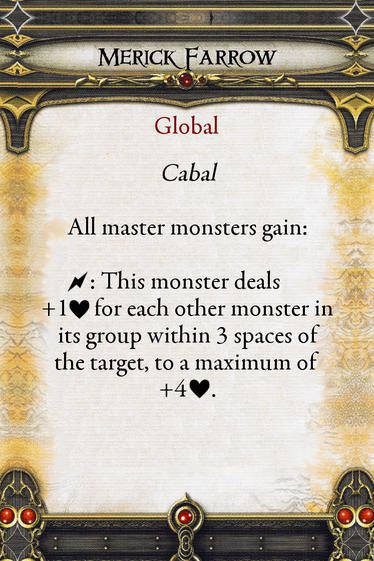 Merick Farrow
Global
Cabal
All master monsters gain:
: This monster deals
+1♥ for each other monster in
its group within 3 spaces of
the target, to a maximum of
+4♥.